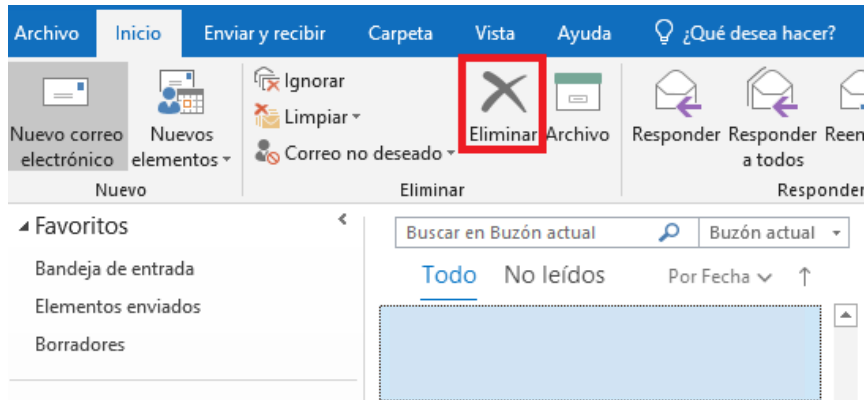 Archivo Inicio Enviar y recibir Carpeta Vista Ayuda ¿Qué desea hacer?
Nuevo correo electrónico
Nuevos elementos
Ignorar
Limpiar
Correo no deseado
Eliminar
Archivo
Responder
Responder a todos
Reen
Nuevo Eliminar Responder
Favoritos
Bandeja de entrada
Elementos enviados
Borradores
Buscar en Buzón actual Buzón actual
Todo No leídos Por Fecha